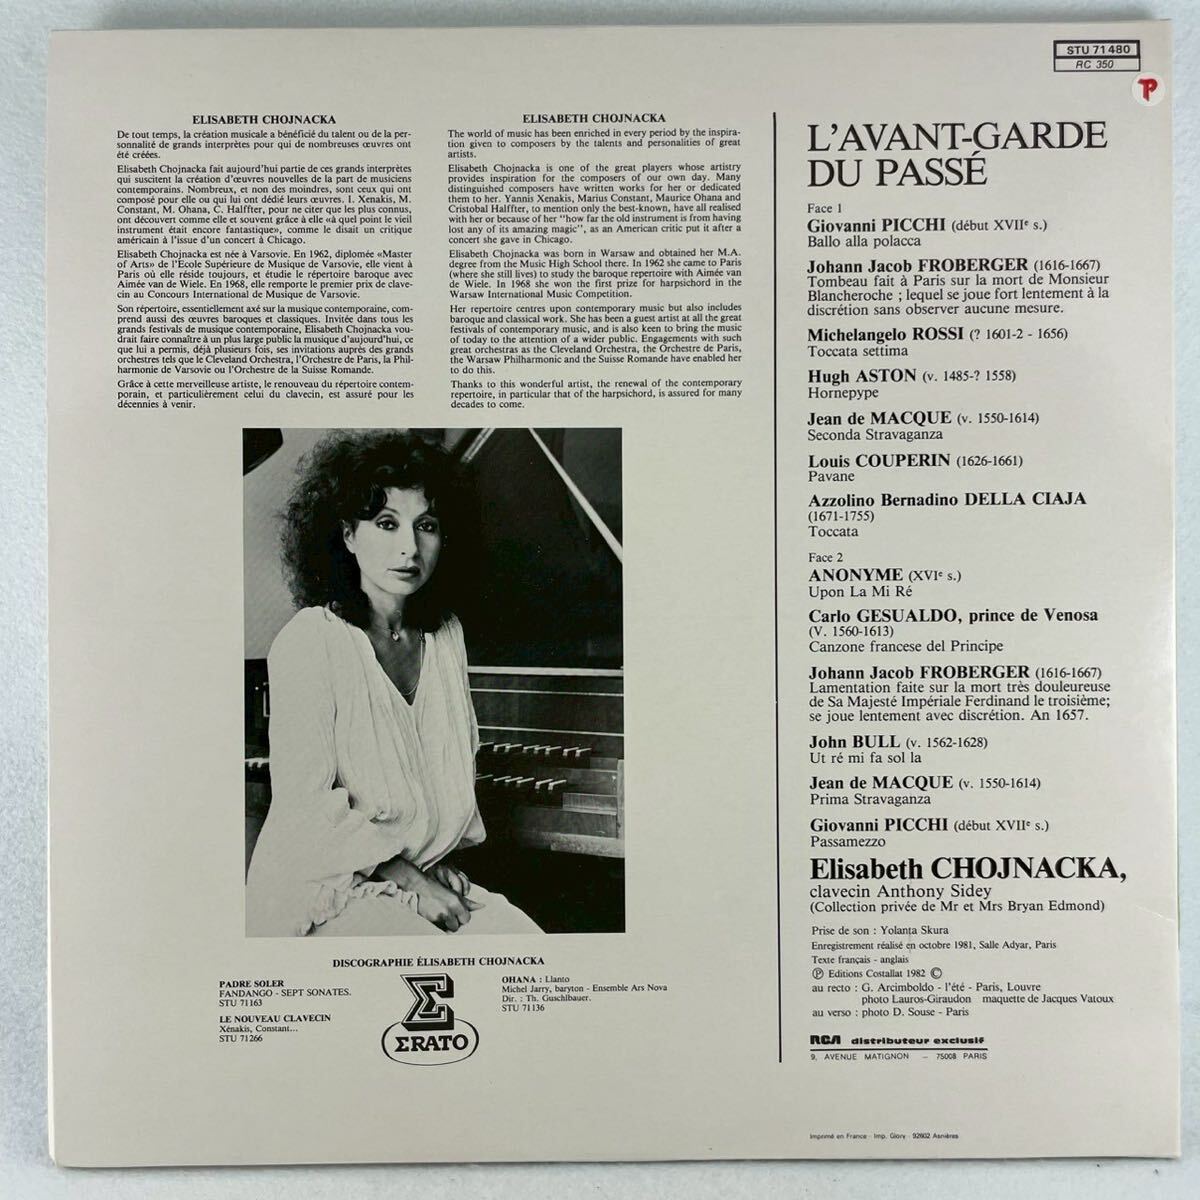 STU 71480
RC 350
P
ELISABETH CHOJNACKA
De tout temps, la création musicale a bénéficié du talent ou de la per-
sonnalité de grands interprètes pour qui de nombreuses œuvres ont
été créées.
Elisabeth Chojnacka fait aujourd'hui partie de ces grands interprètes
qui suscitent la création d'œuvres nouvelles de la part de musiciens
contemporains. Nombreux, et non des moindres, sont ceux qui ont
composé pour elle ou qui lui ont dédié leurs œuvres. I. Xenakis, M.
Constant, M. Ohana, C. Halffter, pour ne citer que les plus connus,
ont découvert comme elle et souvent grâce à elle «à quel point le vieil
instrument était encore fantastique», comme le disait un critique
américain à l'issue d'un concert à Chicago.
Elisabeth Chojnacka est née à Varsovie. En 1962, diplomée «Master
of Arts» de l'Ecole Supérieure de Musique de Varsovie, elle vient à
Paris où elle réside toujours, et étudie le répertoire baroque avec
Aimée van de Wiele. En 1968, elle remporte le premier prix de clave-
cin au Concours International de Musique de Varsovie.
Son répertoire, essentiellement axé sur la musique contemporaine, com-
prend aussi des œuvres baroques et classiques. Invitée dans tous les
grands festivals de musique contemporaine, Elisabeth Chojnacka vou-
drait faire connaître à un plus large public la musique d'aujourd'hui, ce
que lui a permis, déjà plusieurs fois, ses invitations auprès des grands
orchestres tels que le Cleveland Orchestra, l'Orchestre de Paris, la Phil-
harmonie de Varsovie ou l'Orchestre de la Suisse Romande.
Grâce à cette merveilleuse artiste, le renouveau du répertoire contem-
porain, et particulièrement celui du clavecin, est assuré pour les
décennies à venir.
ELISABETH CHOJNACKA
The world of music has been enriched in every period by the inspira-
tion given to composers by the talents and personalities of great
artists.
Elisabeth Chojnacka is one of the great players whose artistry
provides inspiration for the composers of our own day. Many
distinguished composers have written works for her or dedicated
them to her. Yannis Xenakis, Marius Constant, Maurice Ohana and
Cristobal Halffter, to mention only the best-known, have all realised
with her or because of her "how far the old instrument is from having
lost any of its amazing magic", as an American critic put it after a
concert she gave in Chicago.
Elisabeth Chojnacka was born in Warsaw and obtained her M.A.
degree from the Music High School there. In 1962 she came to Paris
(where she still lives) to study the baroque repertoire with Aimée van
de Wiele. In 1968 she won the first prize for harpsichord in the
Warsaw International Music Competition.
Her repertoire centres upon contemporary music but also includes
baroque and classical work. She has been a guest artist at all the great
festivals of contemporary music, and is also keen to bring the music
of today to the attention of a wider public. Engagements with such
great orchestras as the Cleveland Orchestra, the Orchestre de Paris,
the Warsaw Philharmonic and the Suisse Romande have enabled her
to do this.
Thanks to this wonderful artist, the renewal of the contemporary
repertoire, in particular that of the harpsichord, is assured for many
decades to come.
DISCOGRAPHIE ÉLISABETH CHOJNACKA
PADRE SOLER
FANDANGO - SEPT SONATES.
STU 71163
LE NOUVEAU CLAVECIN
Xénakis, Constant...
STU 71266
ERATO
OHANA : Llanto
Michel Jarry, baryton - Ensemble Ars Nova
Dir. : Th. Guschlbauer.
STU 71136
L'AVANT-GARDE
DU PASSÉ
Face 1
Giovanni PICCHI (début XVIIe s.)
Ballo alla polacca
Johann Jacob FROBERGER (1616-1667)
Tombeau fait à Paris sur la mort de Monsieur
Blancheroche ; lequel se joue fort lentement à la
discrétion sans observer aucune mesure.
Michelangelo ROSSI (? 1601-2 - 1656)
Toccata settima
Hugh ASTON (v. 1485-? 1558)
Hornepype
Jean de MACQUE (v. 1550-1614)
Seconda Stravaganza
Louis COUPERIN (1626-1661)
Pavane
Azzolino Bernadino DELLA CIAJA
(1671-1755)
Toccata
Face 2
ANONYME (XVIe s.)
Upon La Mi Ré
Carlo GESUALDO, prince de Venosa
(V. 1560-1613)
Canzone francese del Principe
Johann Jacob FROBERGER (1616-1667)
Lamentation faite sur la mort très douleureuse
de Sa Majesté Impériale Ferdinand le troisième;
se joue lentement avec discrétion. An 1657.
John BULL (v. 1562-1628)
Ut ré mi fa sol la
Jean de MACQUE (v. 1550-1614)
Prima Stravaganza
Giovanni PICCHI (début XVIIe s.)
Passamezzo
Elisabeth CHOJNACKA,
clavecin Anthony Sidey
(Collection privée de Mr et Mrs Bryan Edmond)
Prise de son : Yolanta Skura
Enregistrement réalisé en octobre 1981, Salle Adyar, Paris
Texte français - anglais
Ⓟ Editions Costallat 1982 ©
au recto : G. Arcimboldo - l'été - Paris, Louvre
photo Lauros-Giraudon maquette de Jacques Vatoux
au verso : photo D. Souse - Paris
RCA distributeur exclusif
9, AVENUE MATIGNON – 75008 PARIS
Imprimé en France - Imp. Glory - 92602 Asnières